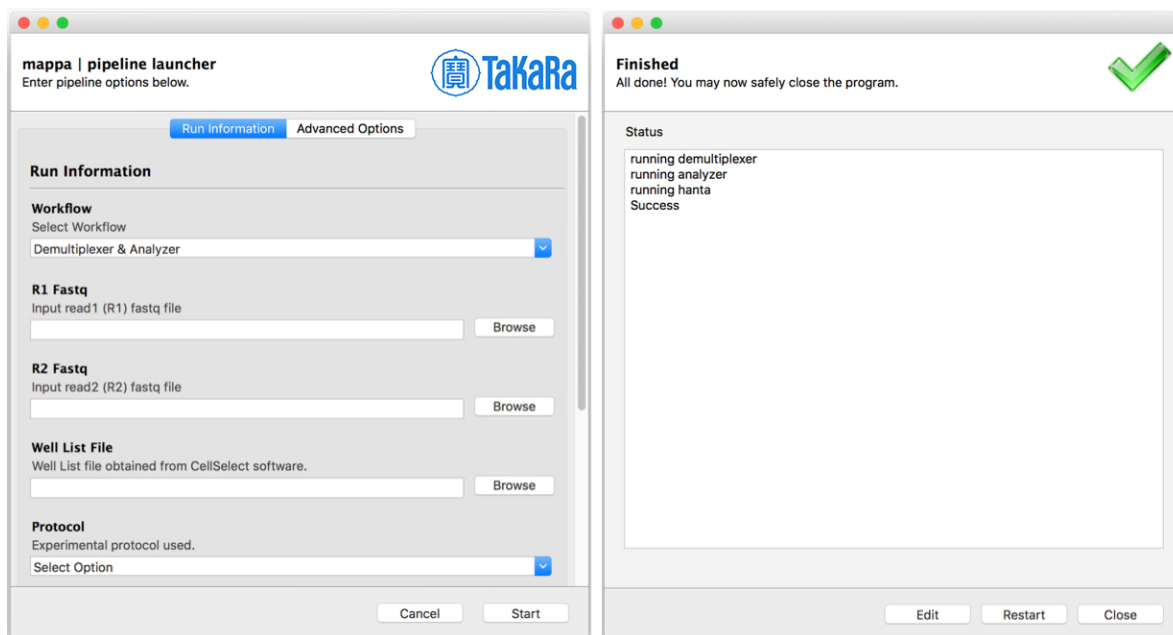 mappa | pipeline launcher
Enter pipeline options below.
寶 TaKaRa
Run Information
Advanced Options
Run Information
Workflow
Select Workflow
Demultiplexer & Analyzer
R1 Fastq
Input read1 (R1) fastq file
Browse
R2 Fastq
Input read2 (R2) fastq file
Browse
Well List File
Well List file obtained from CellSelect software.
Browse
Protocol
Experimental protocol used.
Select Option
Cancel
Start
Finished
All done! You may now safely close the program.
Status
running demultiplexer
running analyzer
running hanta
Success
Edit
Restart
Close